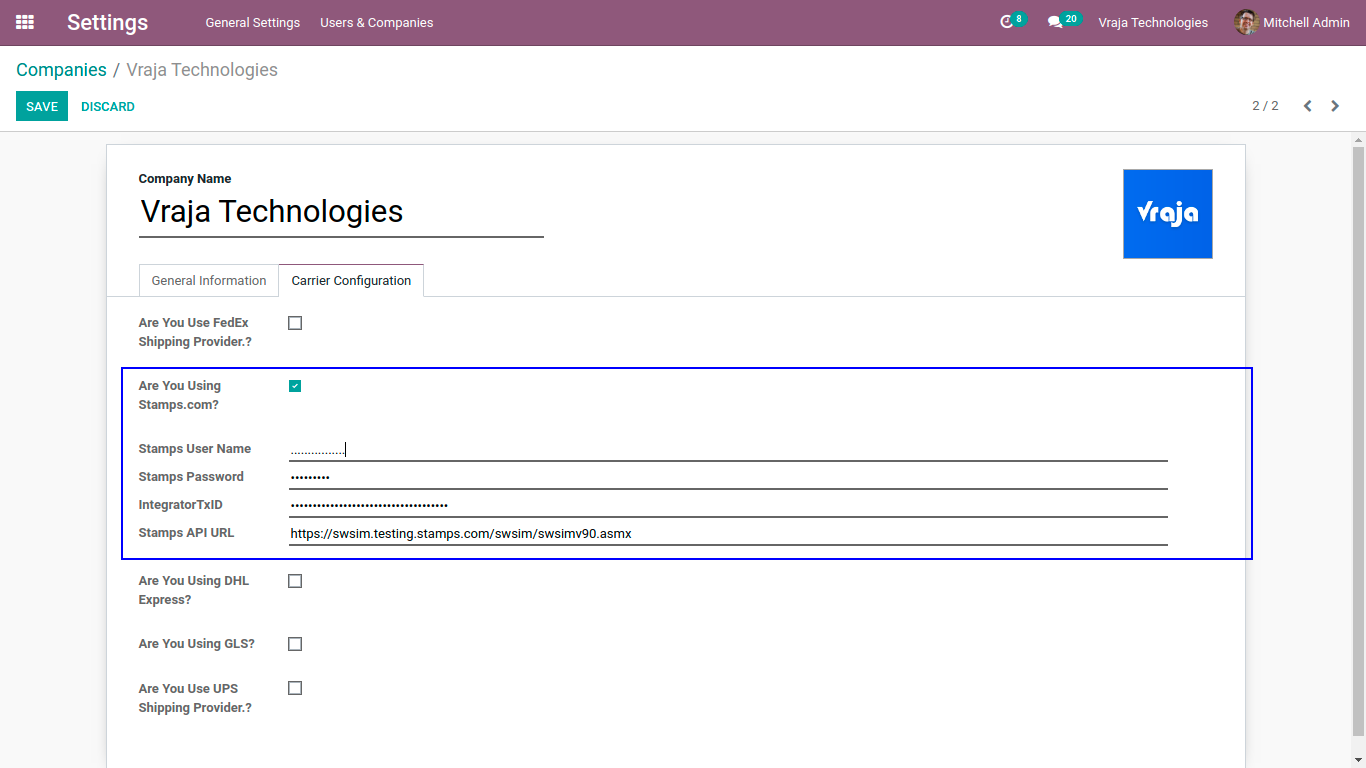 Settings General Settings Users & Companies 8 20 Vraja Technologies Mitchell Admin
Companies / Vraja Technologies
SAVE DISCARD 2 / 2
Company Name
Vraja Technologies
vraja
General Information Carrier Configuration
Are You Use FedEx
Shipping Provider.?
Are You Using
Stamps.com?
Stamps User Name ................
Stamps Password •••••••••
IntegratorTxID ••••••••••••••••••••••••••••••••••••
Stamps API URL https://swsim.testing.stamps.com/swsim/swsimv90.asmx
Are You Using DHL
Express?
Are You Using GLS?
Are You Use UPS
Shipping Provider.?